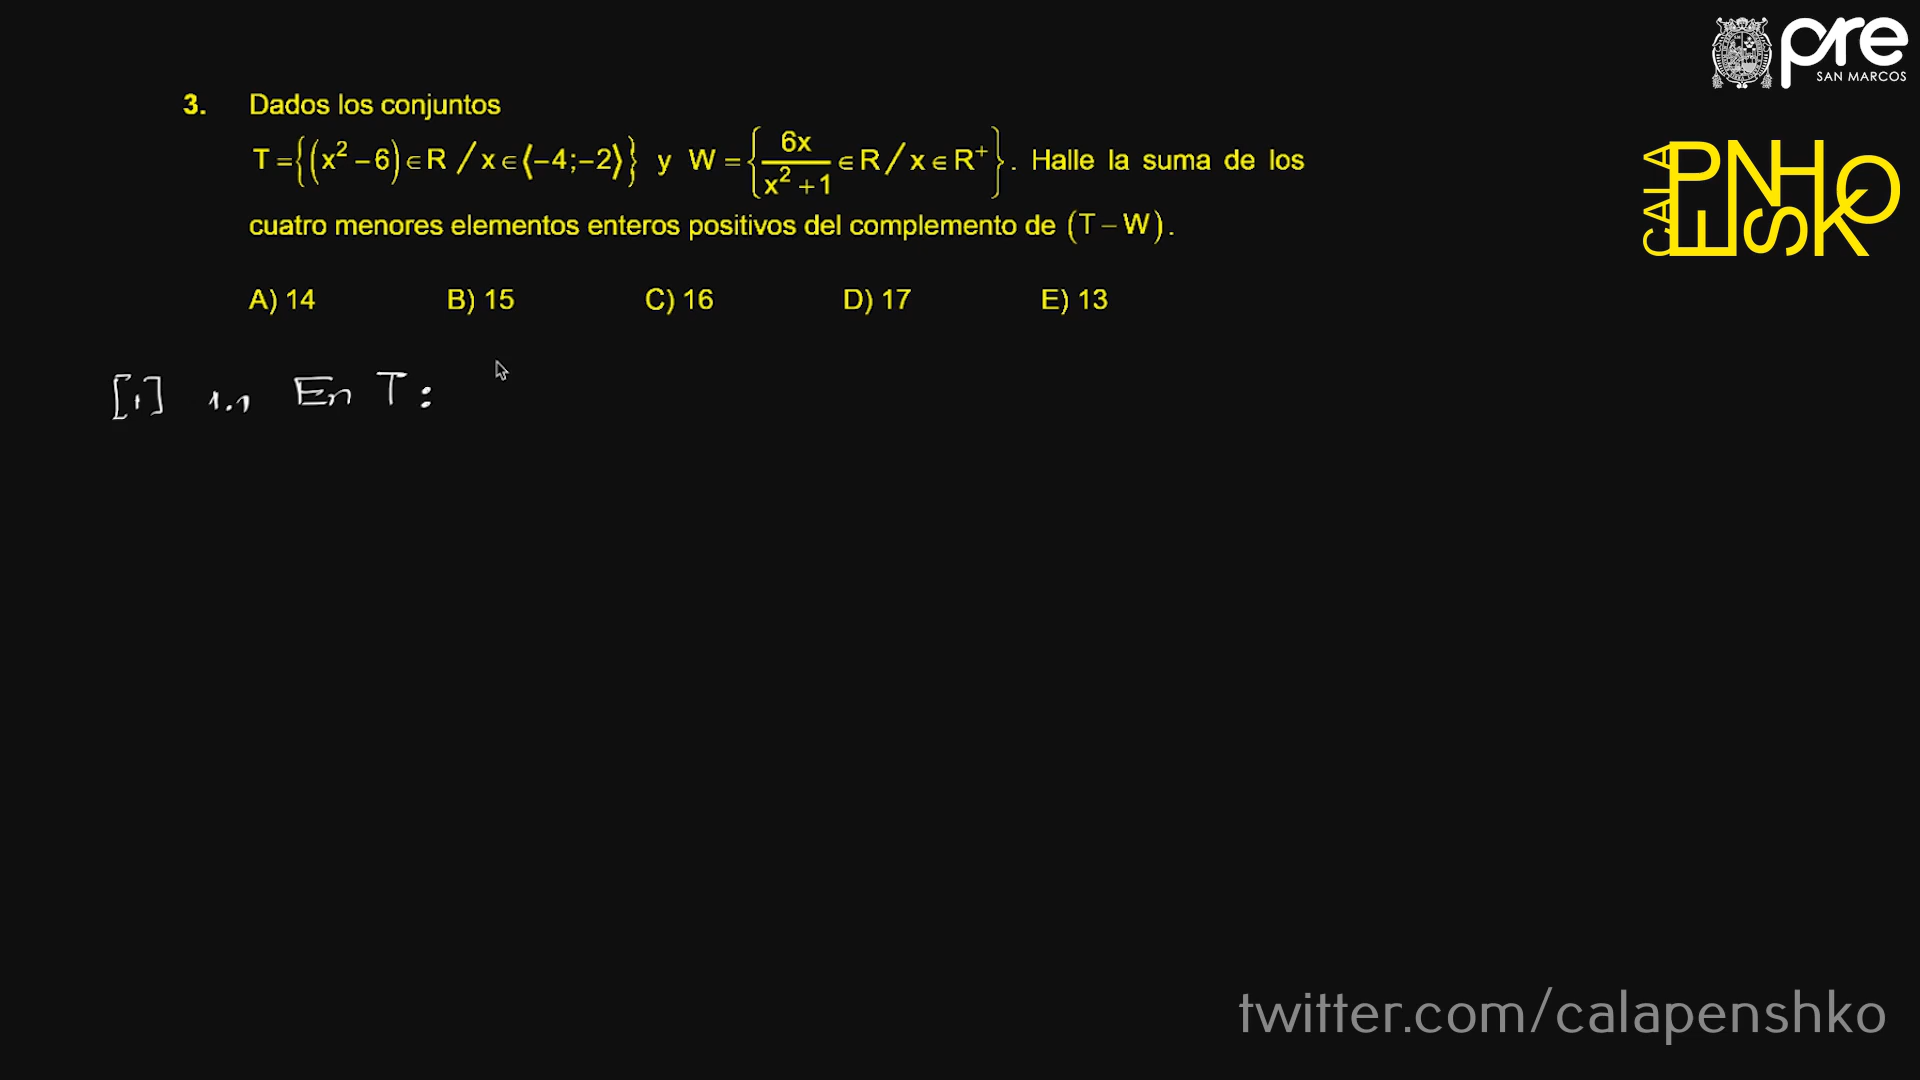 pre
SAN MARCOS
CALA
PENSHKO
3. Dados los conjuntos
T = {(x² − 6) ∈ R / x ∈ ⟨−4;−2⟩} y W = {6x/(x² + 1) ∈ R / x ∈ R⁺}. Halle la suma de los
cuatro menores elementos enteros positivos del complemento de (T − W).
A) 14 B) 15 C) 16 D) 17 E) 13
[1] 1.1 En T:
twitter.com/calapenshko